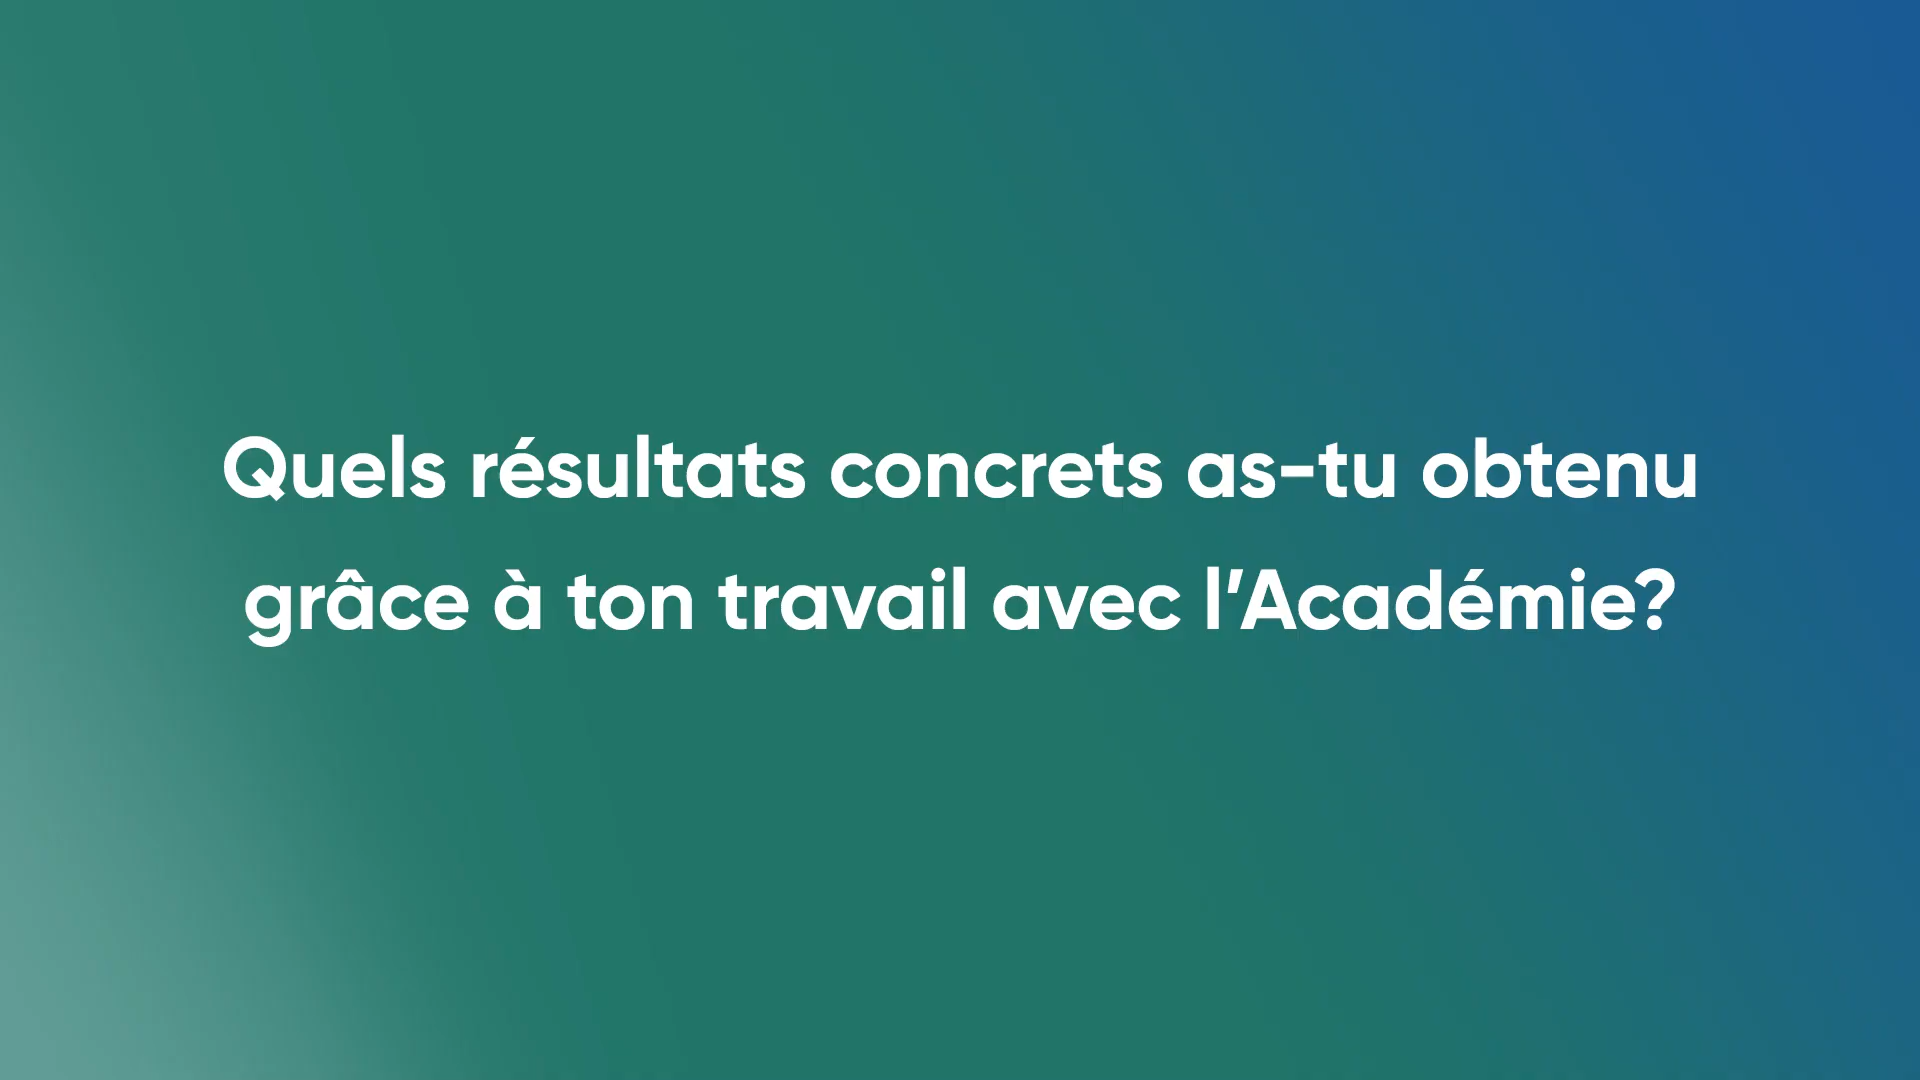 Quels résultats concrets as-tu obtenu
grâce à ton travail avec l’Académie?